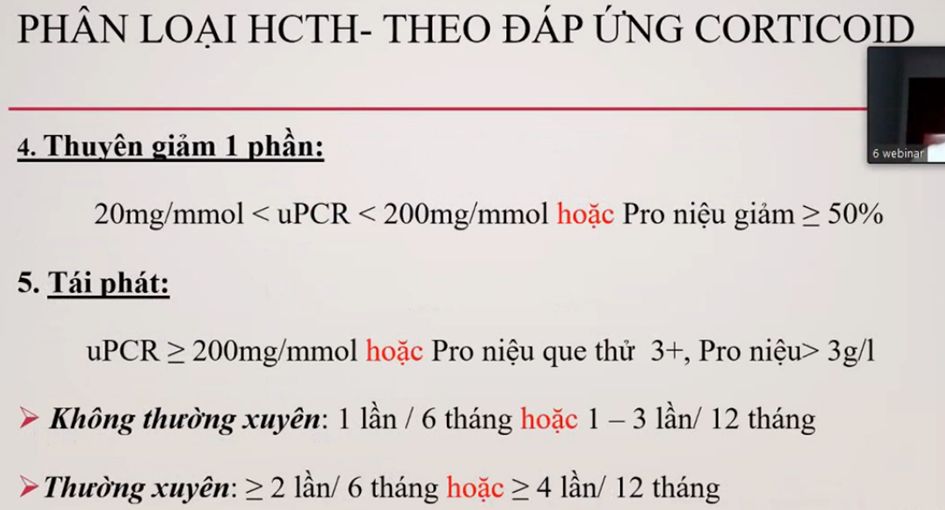 PHÂN LOẠI HCTH- THEO ĐÁP ỨNG CORTICOID
6 webinar
4. Thuyên giảm 1 phần:
20mg/mmol < uPCR < 200mg/mmol hoặc Pro niệu giảm ≥ 50%
5. Tái phát:
uPCR ≥ 200mg/mmol hoặc Pro niệu que thử 3+, Pro niệu> 3g/l
➢ Không thường xuyên: 1 lần / 6 tháng hoặc 1 – 3 lần/ 12 tháng
➢ Thường xuyên: ≥ 2 lần/ 6 tháng hoặc ≥ 4 lần/ 12 tháng